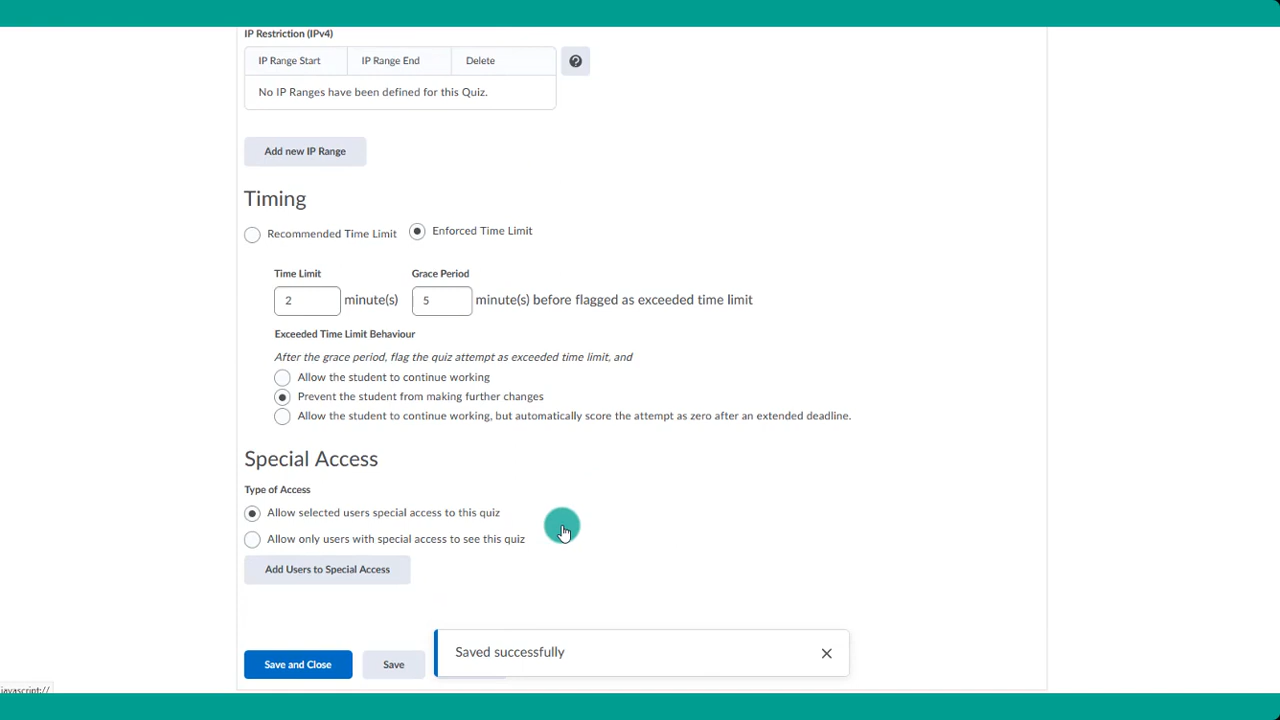 IP Restriction (IPv4)
IP Range Start IP Range End Delete
No IP Ranges have been defined for this Quiz.
Add new IP Range
Timing
Recommended Time Limit Enforced Time Limit
Time Limit Grace Period
2 minute(s) 5 minute(s) before flagged as exceeded time limit
Exceeded Time Limit Behaviour
After the grace period, flag the quiz attempt as exceeded time limit, and
Allow the student to continue working
Prevent the student from making further changes
Allow the student to continue working, but automatically score the attempt as zero after an extended deadline.
Special Access
Type of Access
Allow selected users special access to this quiz
Allow only users with special access to see this quiz
Add Users to Special Access
Saved successfully
Save and Close Save
javascript://